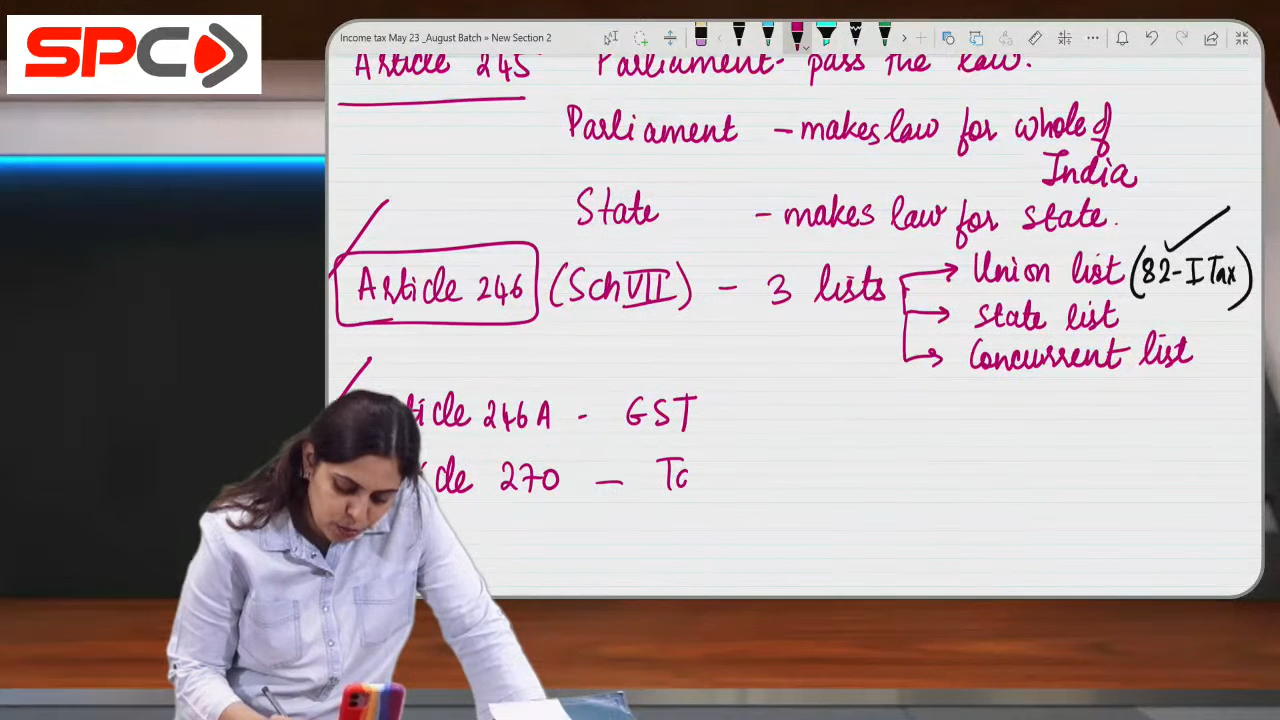 SPC
Income tax May 23 _August Batch » New Section 2
Article 245 Parliament- pass the law.
Parliament - makes law for whole of
India
State - makes law for state.
Article 246 (Sch VII) - 3 lists
Union list (82-I Tax)
State list
Concurrent list
ticle 246A - GST
de 270 -